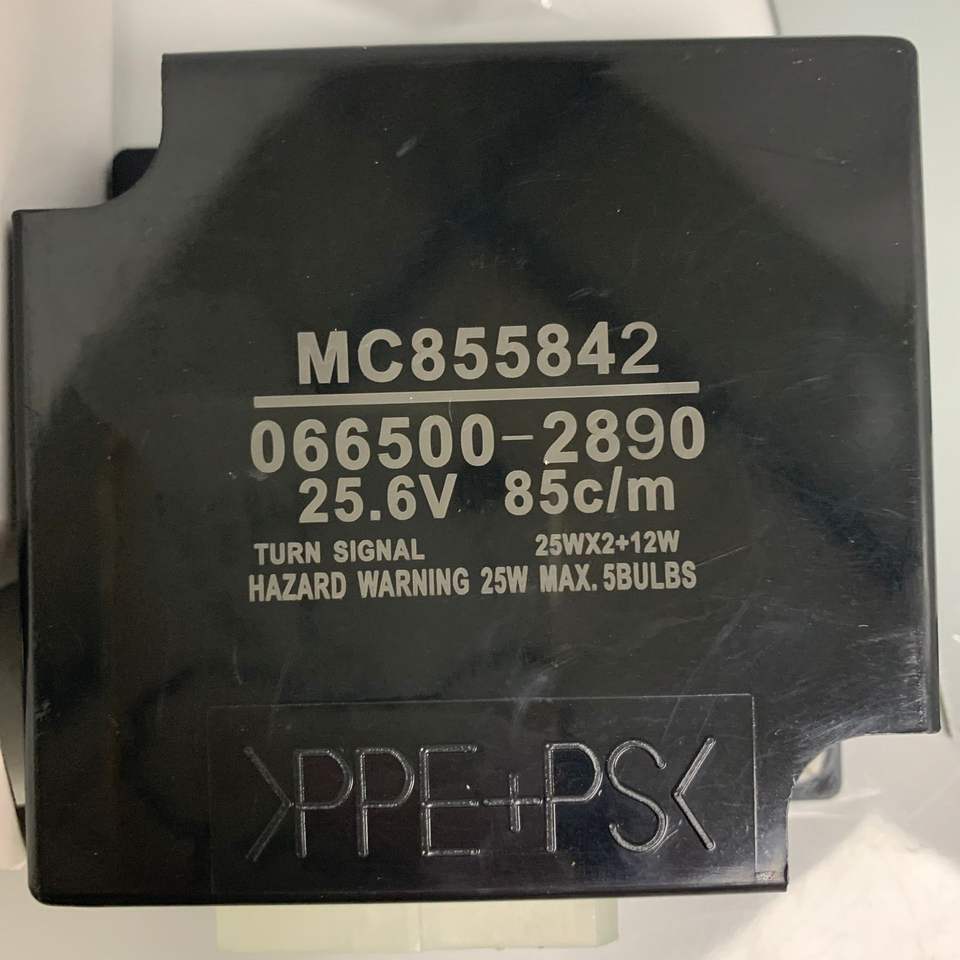 MC855842
066500-2890
25.6V 85c/m
TURN SIGNAL 25WX2+12W
HAZARD WARNING 25W MAX. 5BULBS
>PPE+PS<